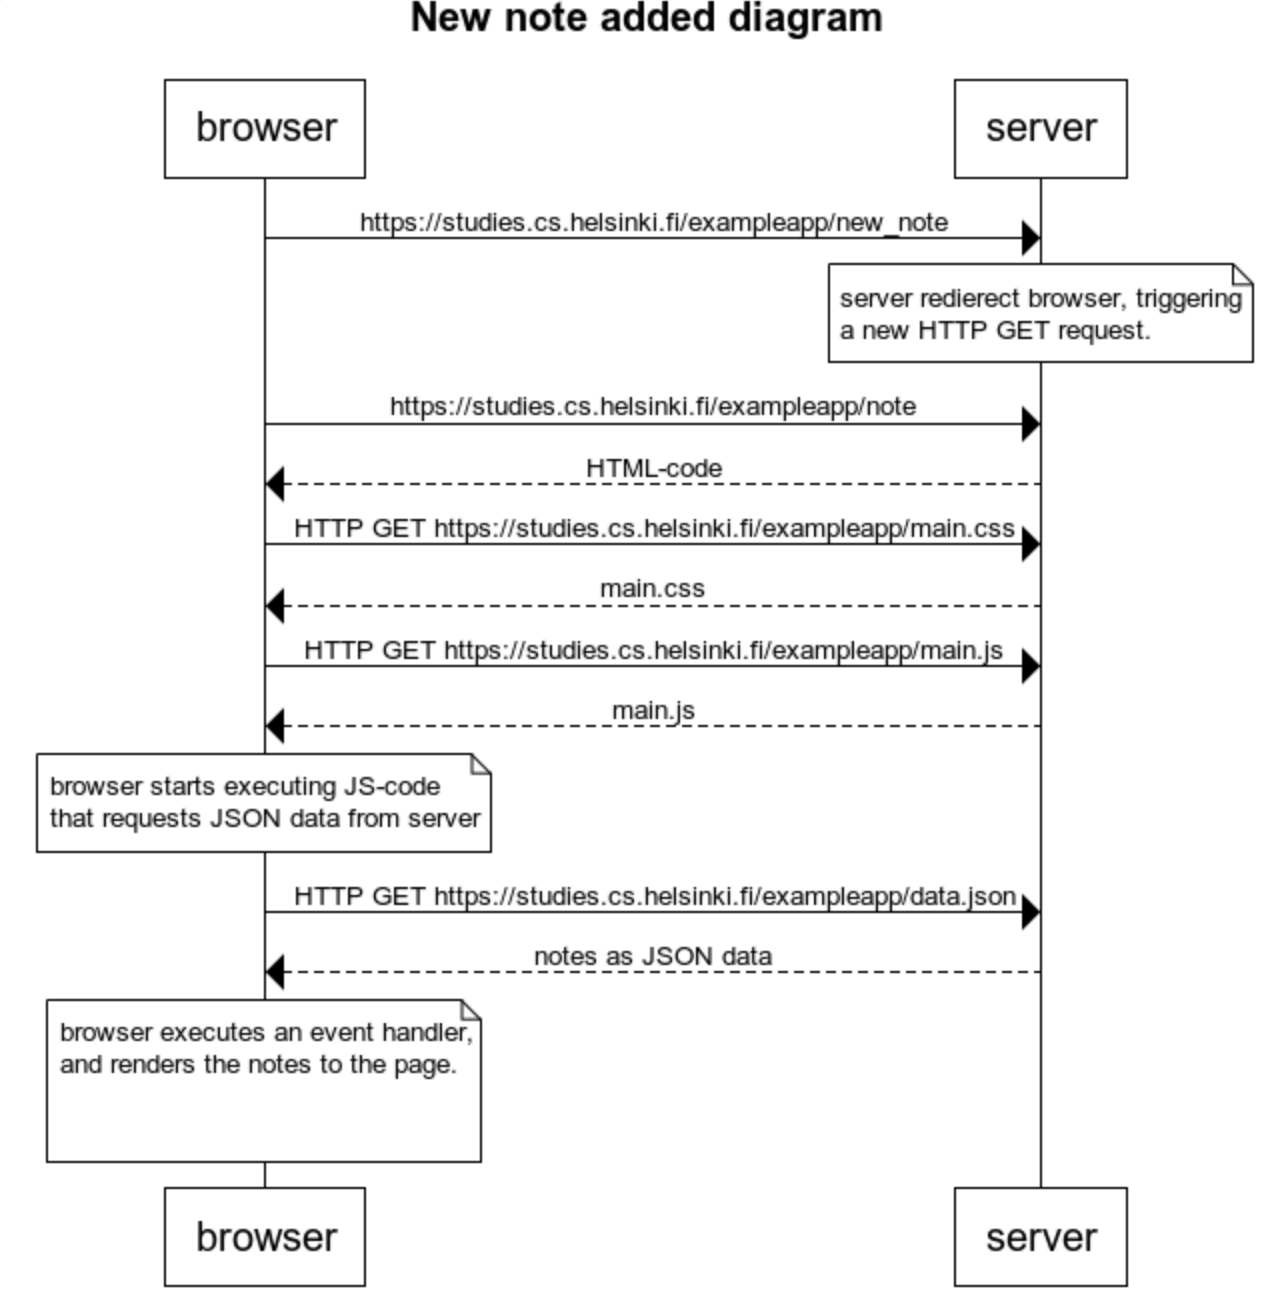 New note added diagram
browser
server
https://studies.cs.helsinki.fi/exampleapp/new_note
server redierect browser, triggering
a new HTTP GET request.
https://studies.cs.helsinki.fi/exampleapp/note
HTML-code
HTTP GET https://studies.cs.helsinki.fi/exampleapp/main.css
main.css
HTTP GET https://studies.cs.helsinki.fi/exampleapp/main.js
main.js
browser starts executing JS-code
that requests JSON data from server
HTTP GET https://studies.cs.helsinki.fi/exampleapp/data.json
notes as JSON data
browser executes an event handler,
and renders the notes to the page.
browser
server